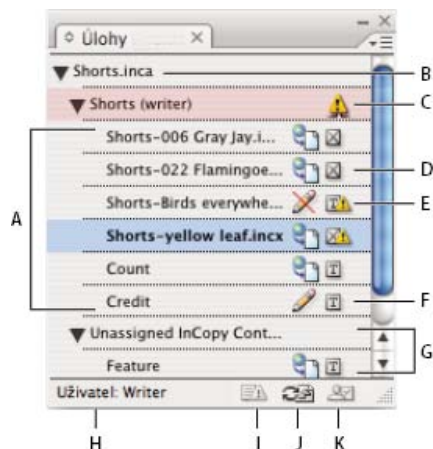 Úlohy
Shorts.inca
B
Shorts (writer)
C
Shorts-006 Gray Jay.i...
Shorts-022 Flamingoe...
D
Shorts-Birds everywhe...
E
A
Shorts-yellow leaf.incx
Count
Credit
F
Unassigned InCopy Cont...
G
Feature
Uživatel: Writer
H
I
J
K